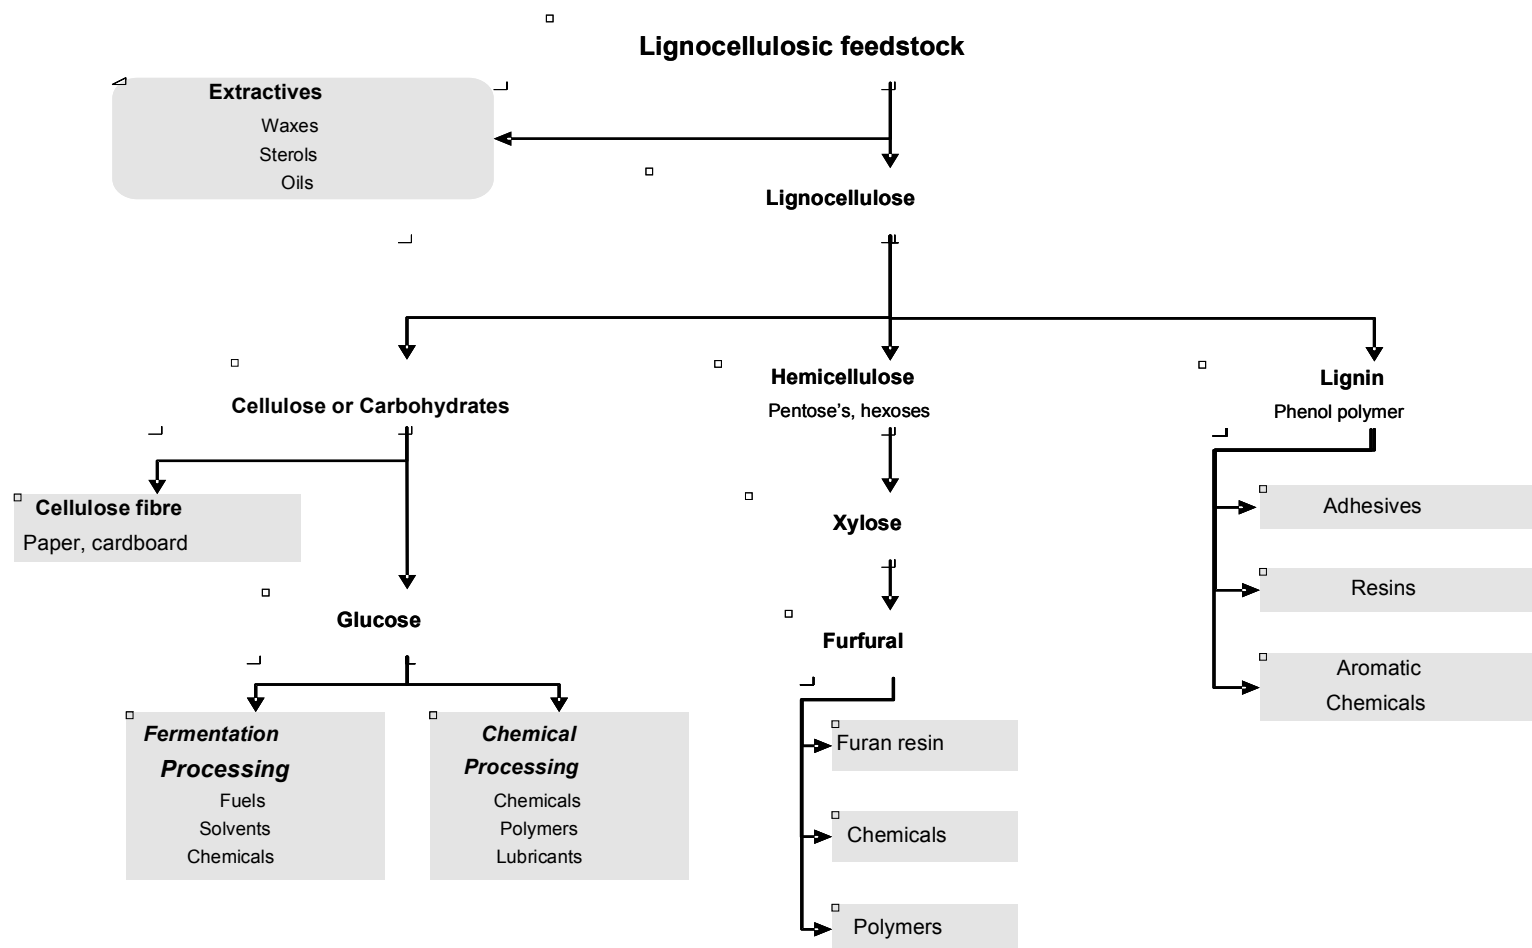 Lignocellulosic feedstock
Extractives
Waxes
Sterols
Oils
Lignocellulose
Cellulose or Carbohydrates
Hemicellulose
Pentose’s, hexoses
Lignin
Phenol polymer
Cellulose fibre
Paper, cardboard
Xylose
Adhesives
Resins
Aromatic
Chemicals
Glucose
Furfural
Fermentation
Processing
Fuels
Solvents
Chemicals
Chemical
Processing
Chemicals
Polymers
Lubricants
Furan resin
Chemicals
Polymers